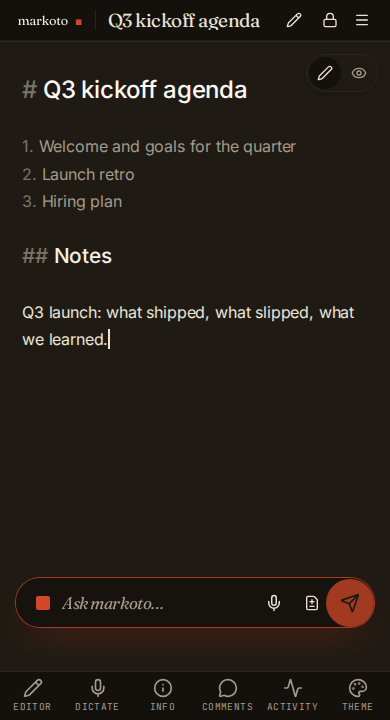 markoto
Q3 kickoff agenda
# Q3 kickoff agenda
1. Welcome and goals for the quarter
2. Launch retro
3. Hiring plan
## Notes
Q3 launch: what shipped, what slipped, what
we learned.
Ask markoto...
EDITOR DICTATE INFO COMMENTS ACTIVITY THEME